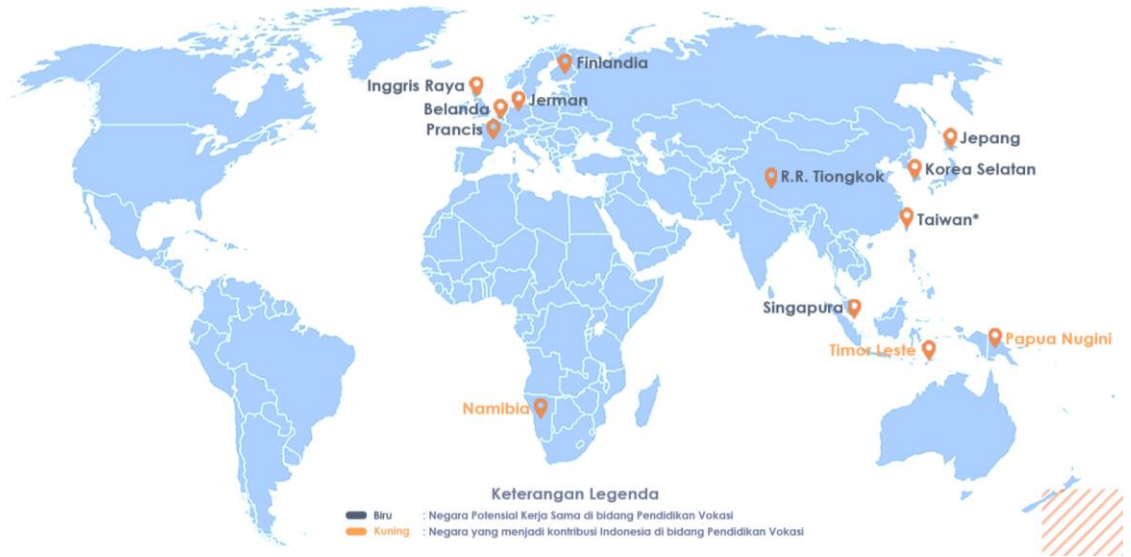 Finlandia
Inggris Raya
Belanda
Jerman
Prancis
Jepang
R.R. Tiongkok
Korea Selatan
Taiwan*
Singapura
Timor Leste
Papua Nugini
Namibia
Keterangan Legenda
Biru : Negara Potensial Kerja Sama di bidang Pendidikan Vokasi
Kuning : Negara yang menjadi kontribusi Indonesia di bidang Pendidikan Vokasi